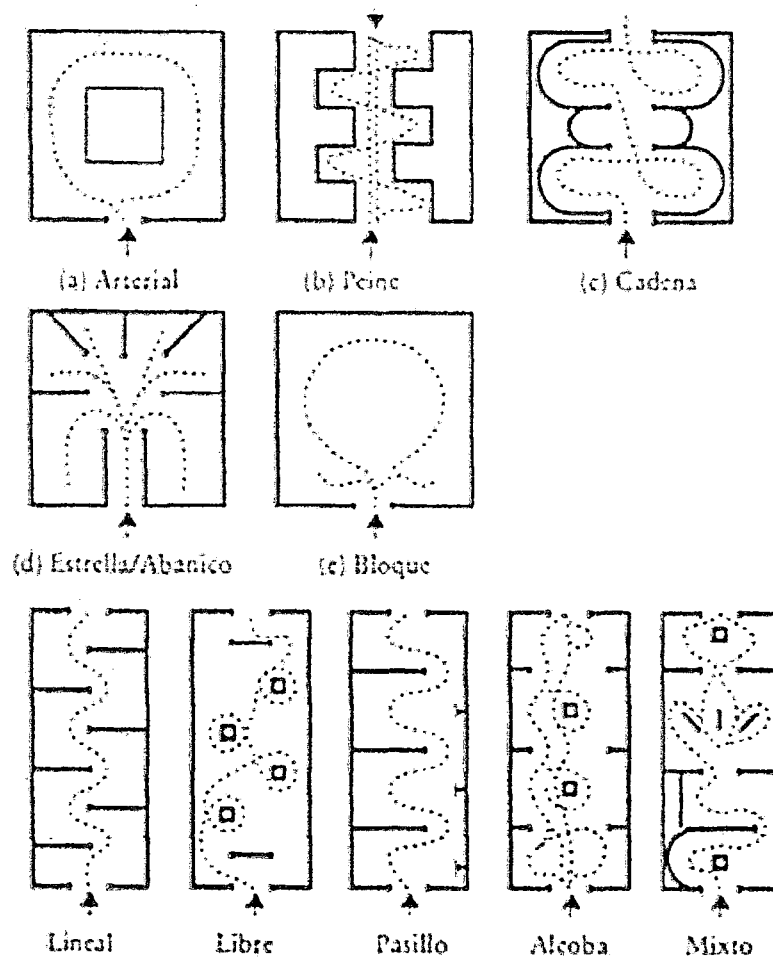 (a) Arterial
(b) Peine
(c) Cadena
(d) Estrella/Abanico
(e) Bloque
Lineal
Libre
Pasillo
Alcoba
Mixto